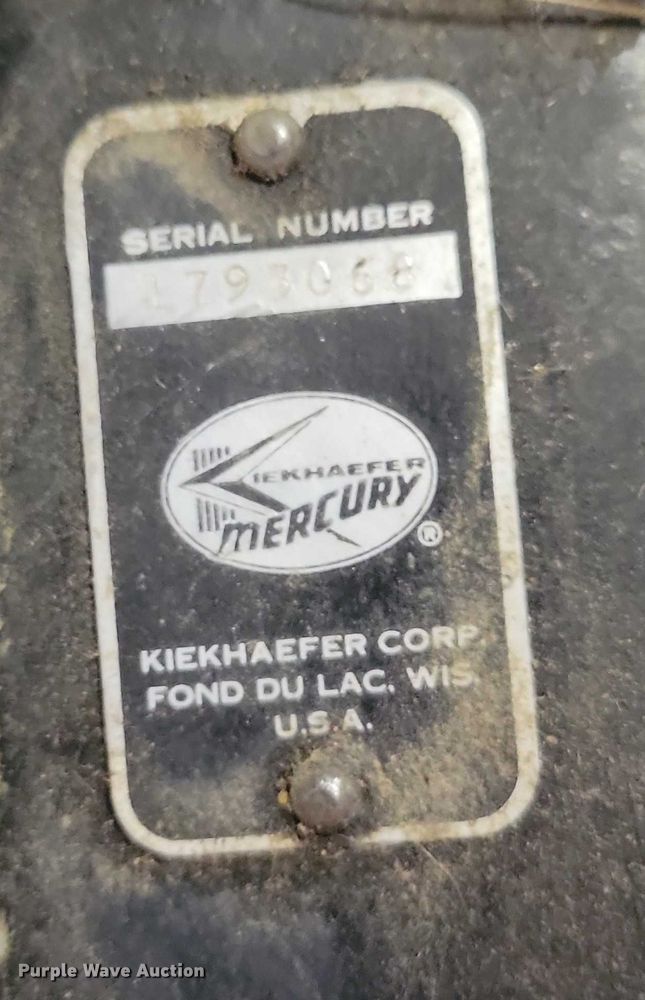 SERIAL NUMBER
1793068
KIEKHAEFER
MERCURY
®
KIEKHAEFER CORP.
FOND DU LAC, WIS.
U.S.A.
Purple Wave Auction